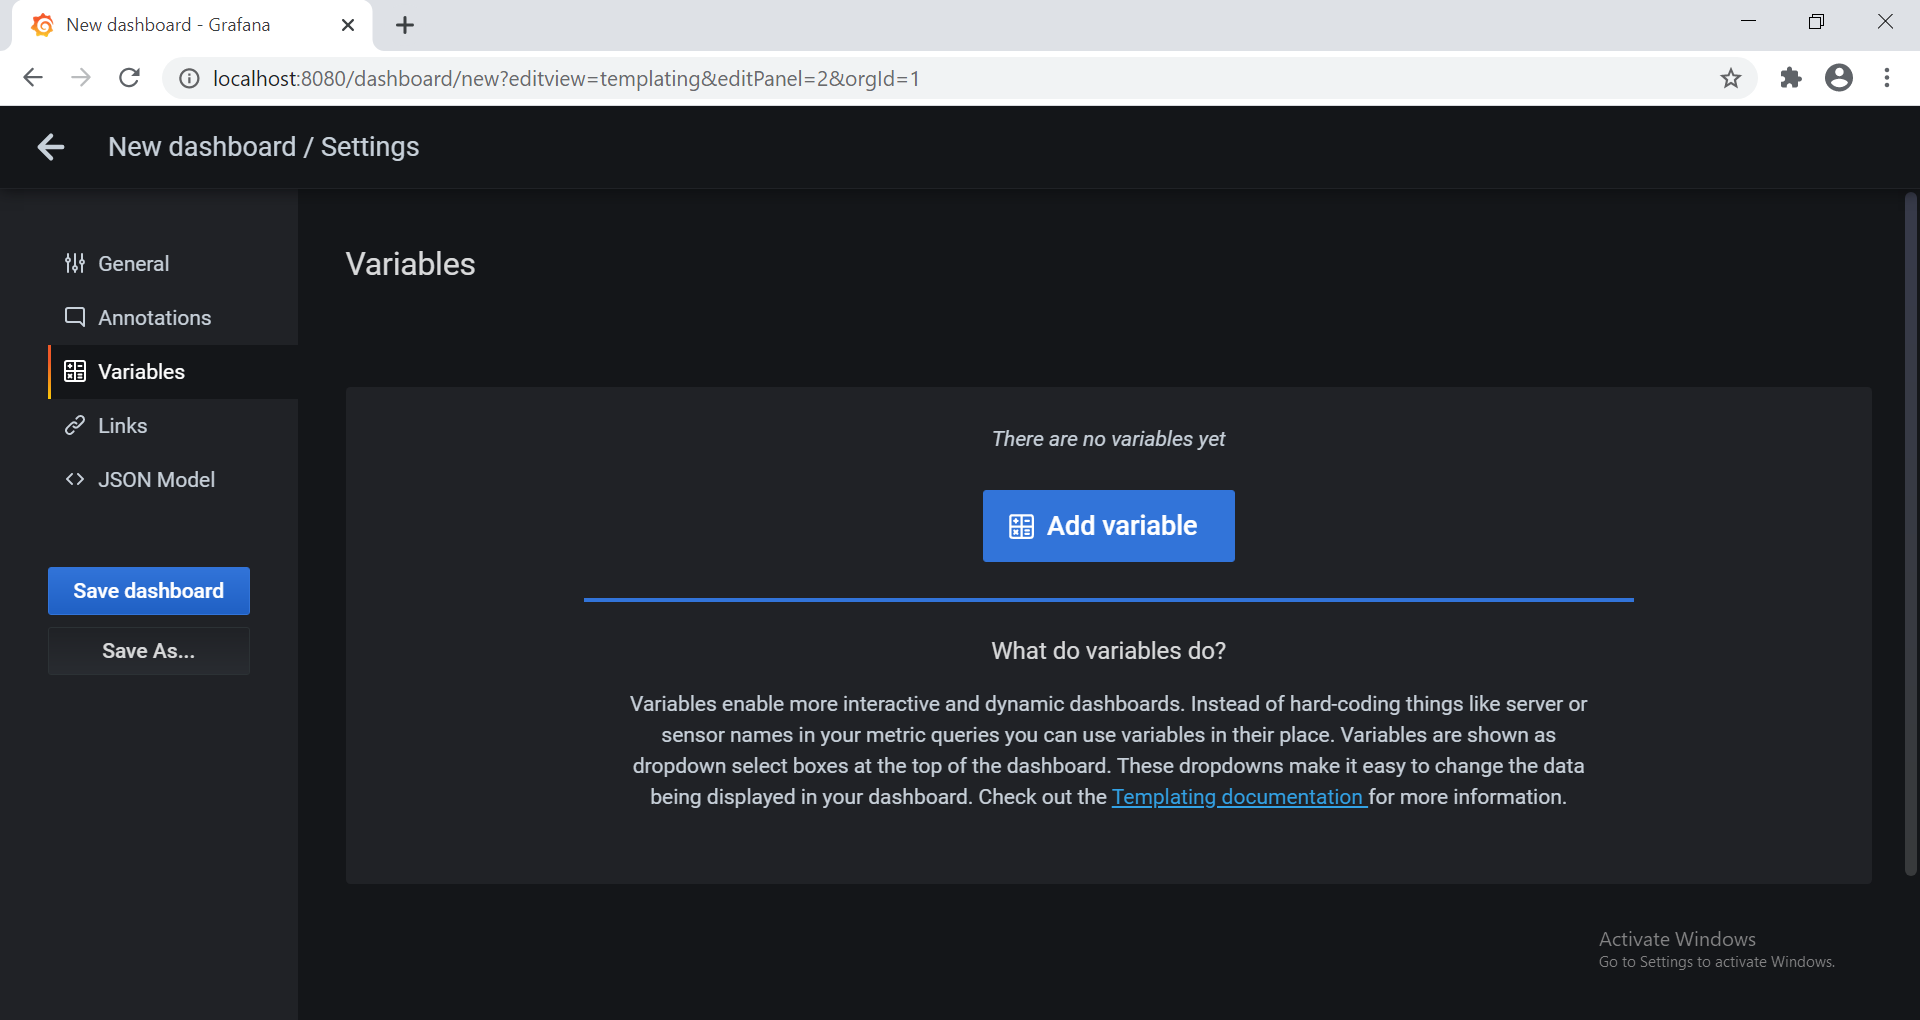 New dashboard - Grafana
localhost:8080/dashboard/new?editview=templating&editPanel=2&orgId=1
New dashboard / Settings
General
Annotations
Variables
Links
JSON Model
Save dashboard
Save As...
Variables
There are no variables yet
Add variable
What do variables do?
Variables enable more interactive and dynamic dashboards. Instead of hard-coding things like server or
sensor names in your metric queries you can use variables in their place. Variables are shown as
dropdown select boxes at the top of the dashboard. These dropdowns make it easy to change the data
being displayed in your dashboard. Check out the Templating documentation for more information.
Activate Windows
Go to Settings to activate Windows.